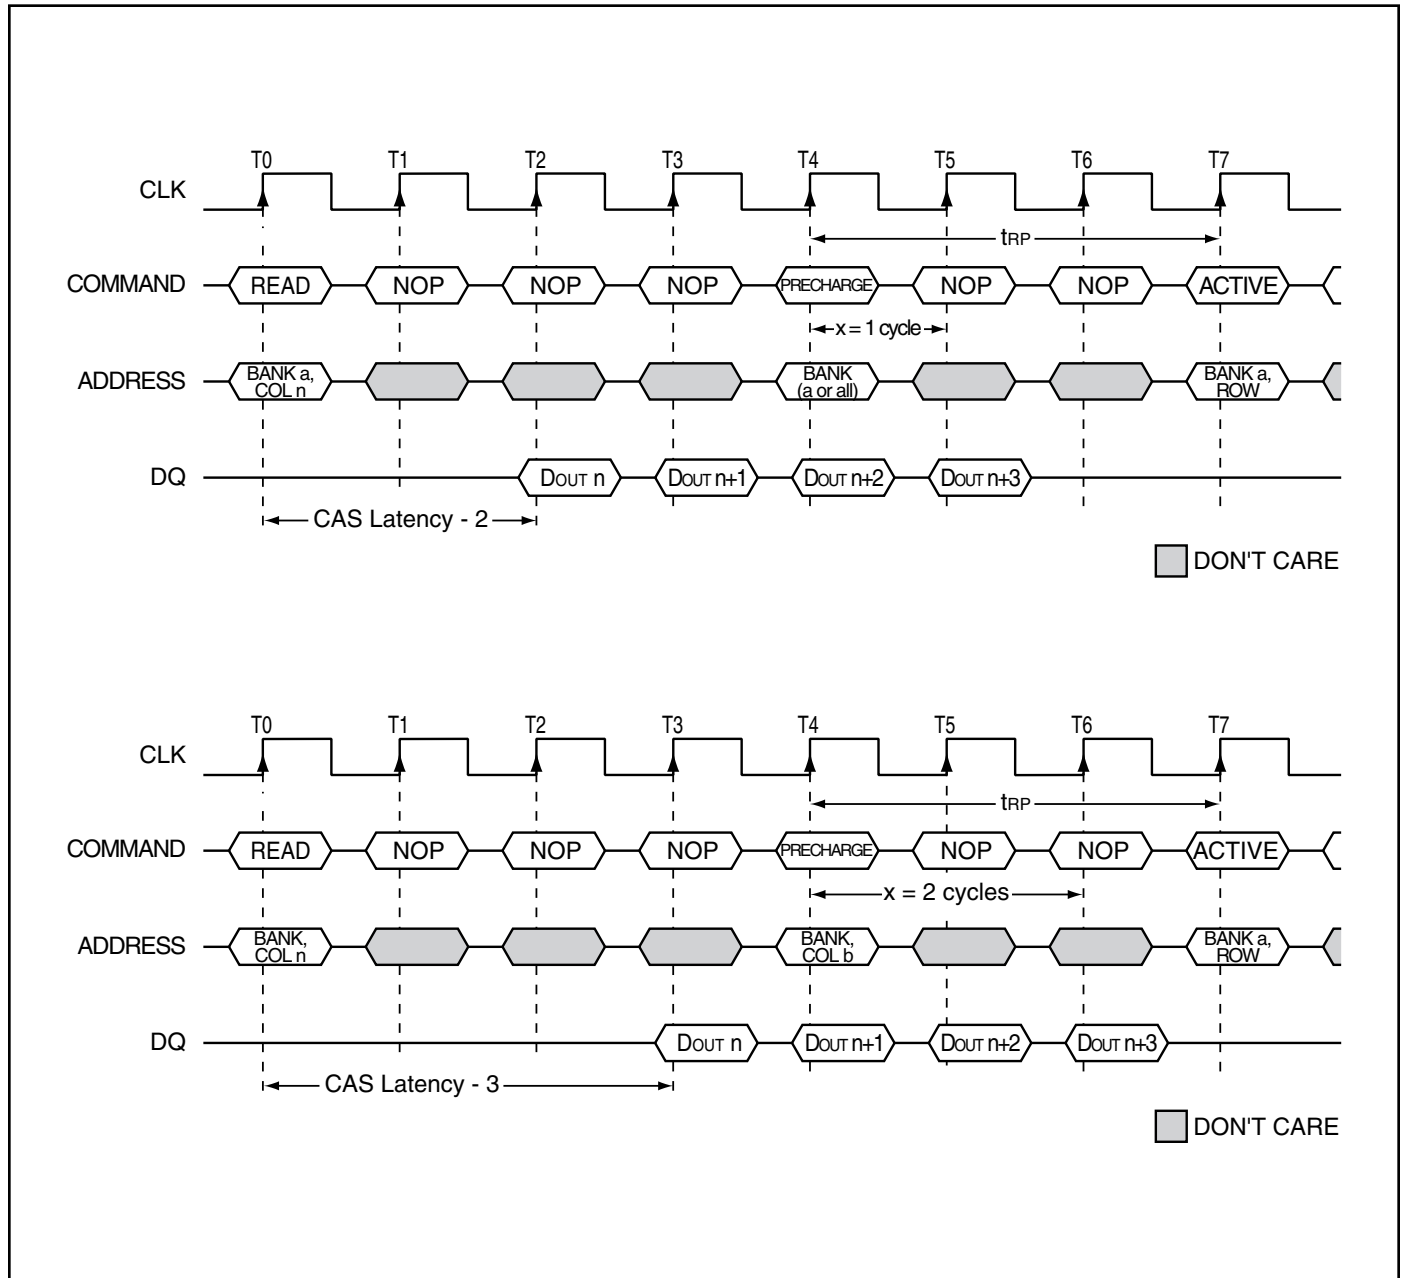 T0 T1 T2 T3 T4 T5 T6 T7
CLK
tRP
COMMAND READ NOP NOP NOP PRECHARGE NOP NOP ACTIVE
x = 1 cycle
ADDRESS BANK a, COL n BANK (a or all) BANK a, ROW
DQ DOUT n DOUT n+1 DOUT n+2 DOUT n+3
CAS Latency - 2
DON'T CARE
T0 T1 T2 T3 T4 T5 T6 T7
CLK
tRP
COMMAND READ NOP NOP NOP PRECHARGE NOP NOP ACTIVE
x = 2 cycles
ADDRESS BANK, COL n BANK, COL b BANK a, ROW
DQ DOUT n DOUT n+1 DOUT n+2 DOUT n+3
CAS Latency - 3
DON'T CARE